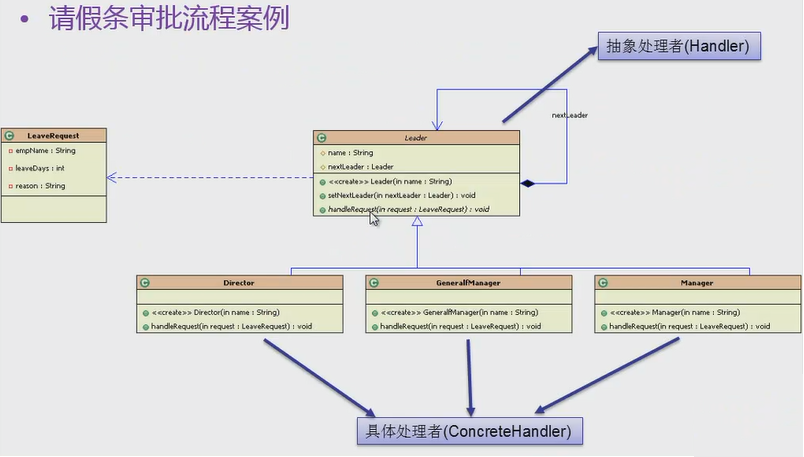 • 请假条审批流程案例
抽象处理者(Handler)
nextLeader
LeaveRequest
empName : String
leaveDays : int
reason : String
Leader
name : String
nextLeader : Leader
<<create>> Leader(in name : String)
setNextLeader(in nextLeader : Leader) : void
handleRequest(in request : LeaveRequest) : void
Director
<<create>> Director(in name : String)
handleRequest(in request : LeaveRequest) : void
GeneralfManager
<<create>> GeneralfManager(in name : String)
handleRequest(in request : LeaveRequest) : void
Manager
<<create>> Manager(in name : String)
handleRequest(in request : LeaveRequest) : void
具体处理者(ConcreteHandler)